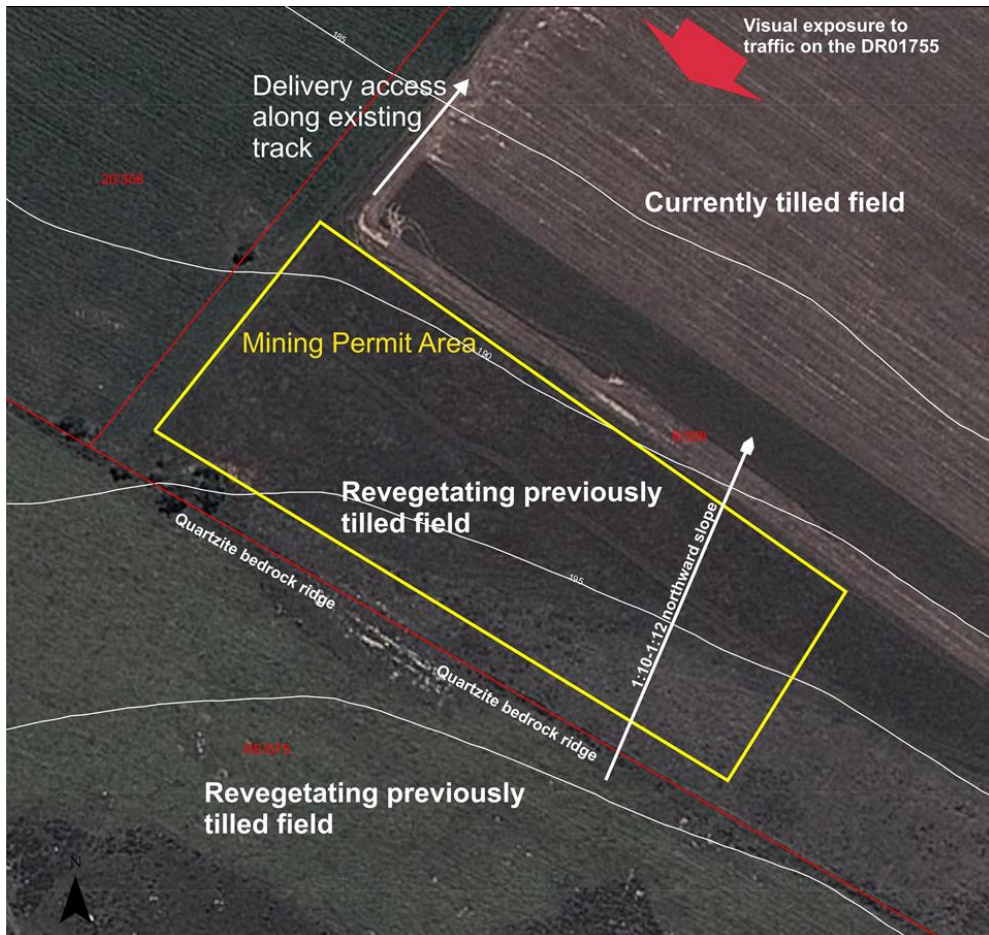 Visual exposure to
traffic on the DR01755
185
Delivery access
along existing
track
20/358
Currently tilled field
Mining Permit Area
190
Revegetating previously
tilled field
1:10-1:12 northward slope
195
Quartzite bedrock ridge
Quartzite bedrock ridge
Revegetating previously
tilled field
N